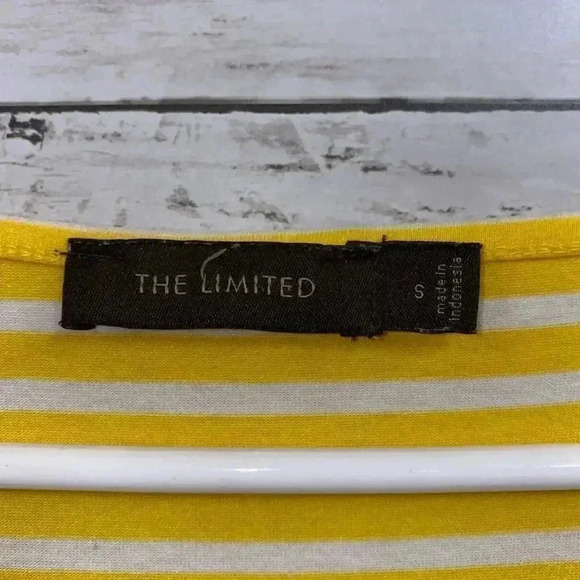 THE LIMITED
S
made in
indonesia